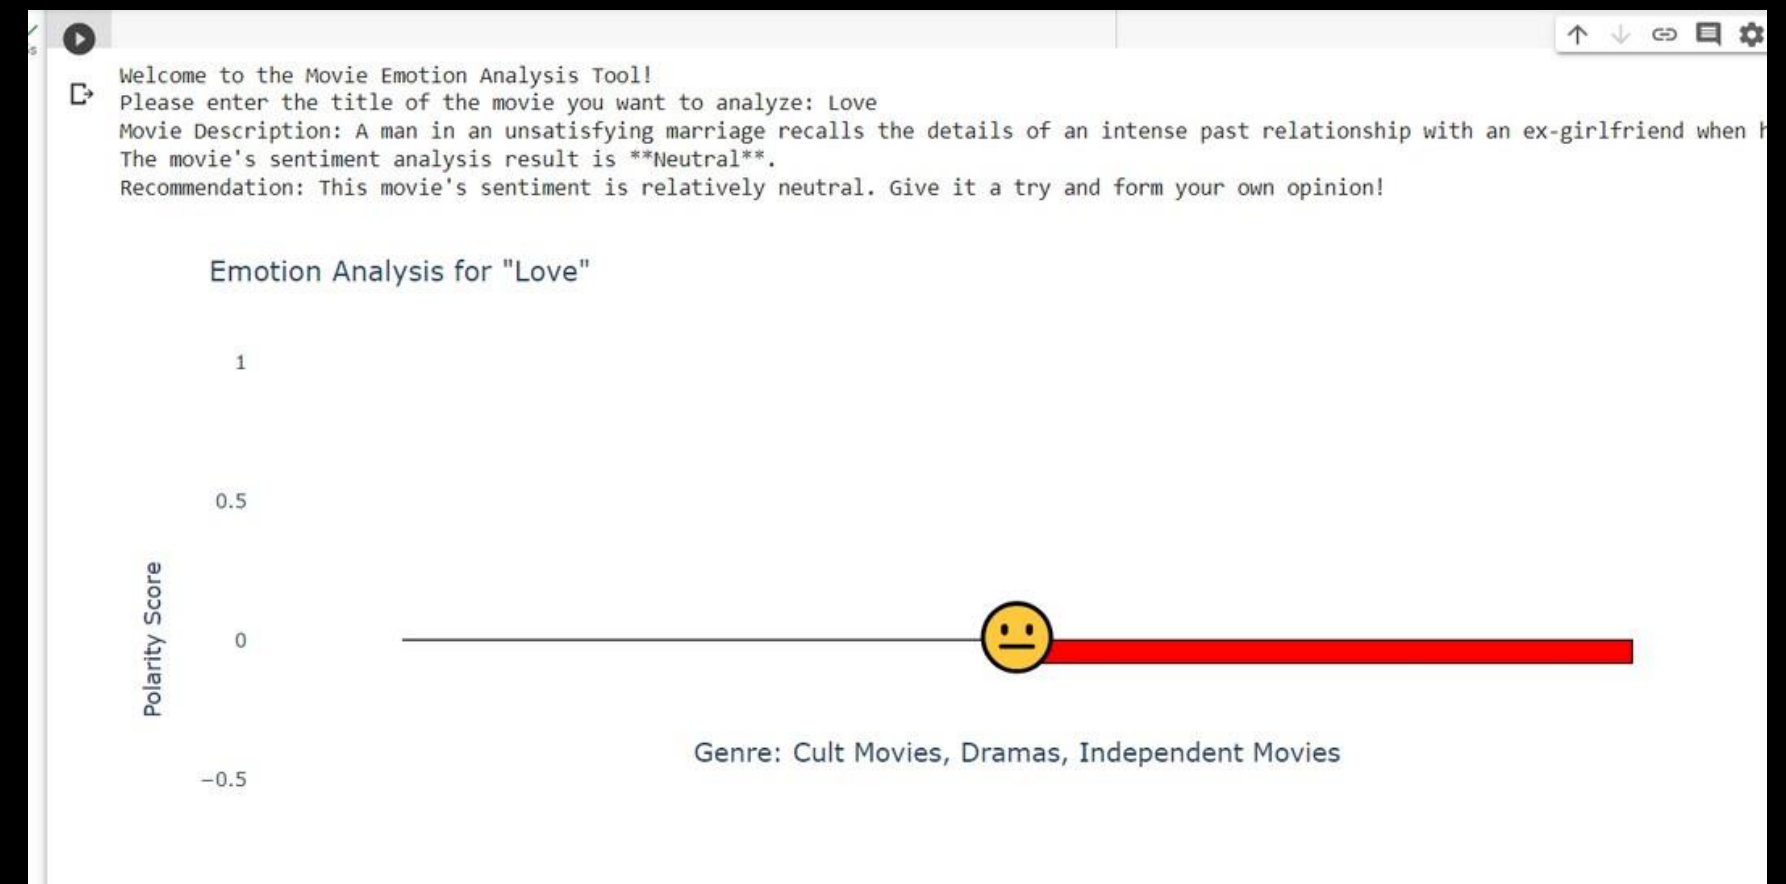 Welcome to the Movie Emotion Analysis Tool!
Please enter the title of the movie you want to analyze: Love
Movie Description: A man in an unsatisfying marriage recalls the details of an intense past relationship with an ex-girlfriend when
The movie's sentiment analysis result is **Neutral**.
Recommendation: This movie's sentiment is relatively neutral. Give it a try and form your own opinion!
Emotion Analysis for "Love"
1
0.5
Polarity Score
0
Genre: Cult Movies, Dramas, Independent Movies
−0.5